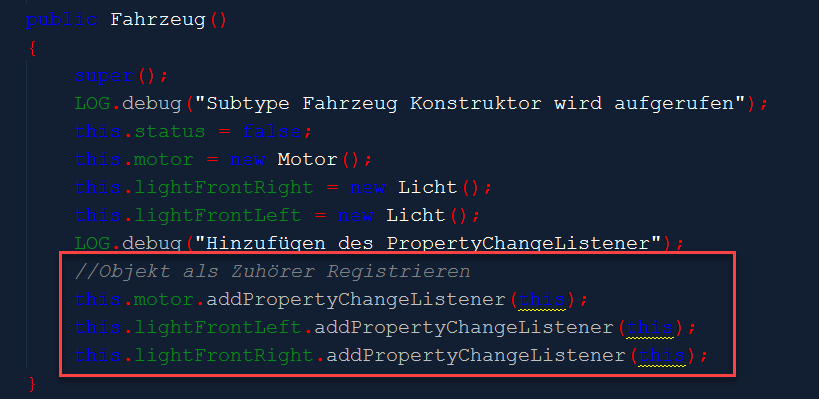 public Fahrzeug()
{
super();
LOG.debug("Subtype Fahrzeug Konstruktor wird aufgerufen");
this.status = false;
this.motor = new Motor();
this.lightFrontRight = new Licht();
this.lightFrontLeft = new Licht();
LOG.debug("Hinzufügen des PropertyChangeListener");
//Objekt als Zuhörer Registrieren
this.motor.addPropertyChangeListener(this);
this.lightFrontLeft.addPropertyChangeListener(this);
this.lightFrontRight.addPropertyChangeListener(this);
}